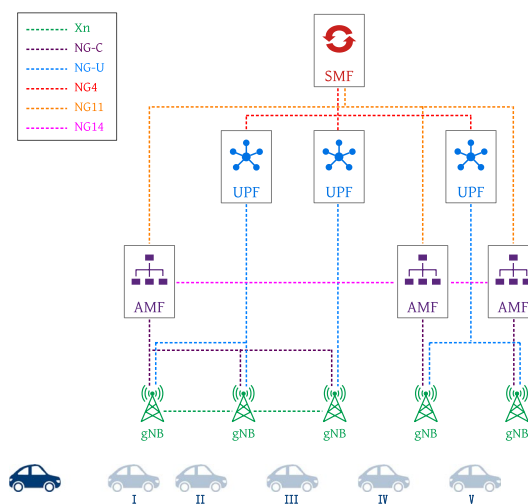 Xn
NG-C
NG-U
NG4
NG11
NG14
SMF
UPF
UPF
UPF
AMF
AMF
AMF
gNB
gNB
gNB
gNB
gNB
I
II
III
IV
V